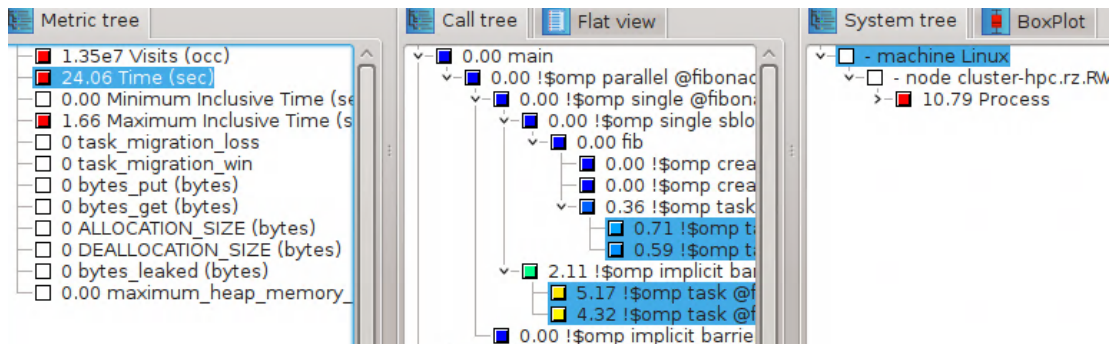 Metric tree
1.35e7 Visits (occ)
24.06 Time (sec)
0.00 Minimum Inclusive Time (se
1.66 Maximum Inclusive Time (s
0 task_migration_loss
0 task_migration_win
0 bytes_put (bytes)
0 bytes_get (bytes)
0 ALLOCATION_SIZE (bytes)
0 DEALLOCATION_SIZE (bytes)
0 bytes_leaked (bytes)
0.00 maximum_heap_memory_
Call tree
Flat view
0.00 main
0.00 !$omp parallel @fibonac
0.00 !$omp single @fibona
0.00 !$omp single sblo
0.00 fib
0.00 !$omp crea
0.00 !$omp crea
0.36 !$omp task
0.71 !$omp ta
0.59 !$omp ta
2.11 !$omp implicit bar
5.17 !$omp task @f
4.32 !$omp task @f
0.00 !$omp implicit barrie
System tree
BoxPlot
- machine Linux
- node cluster-hpc.rz.RW
10.79 Process